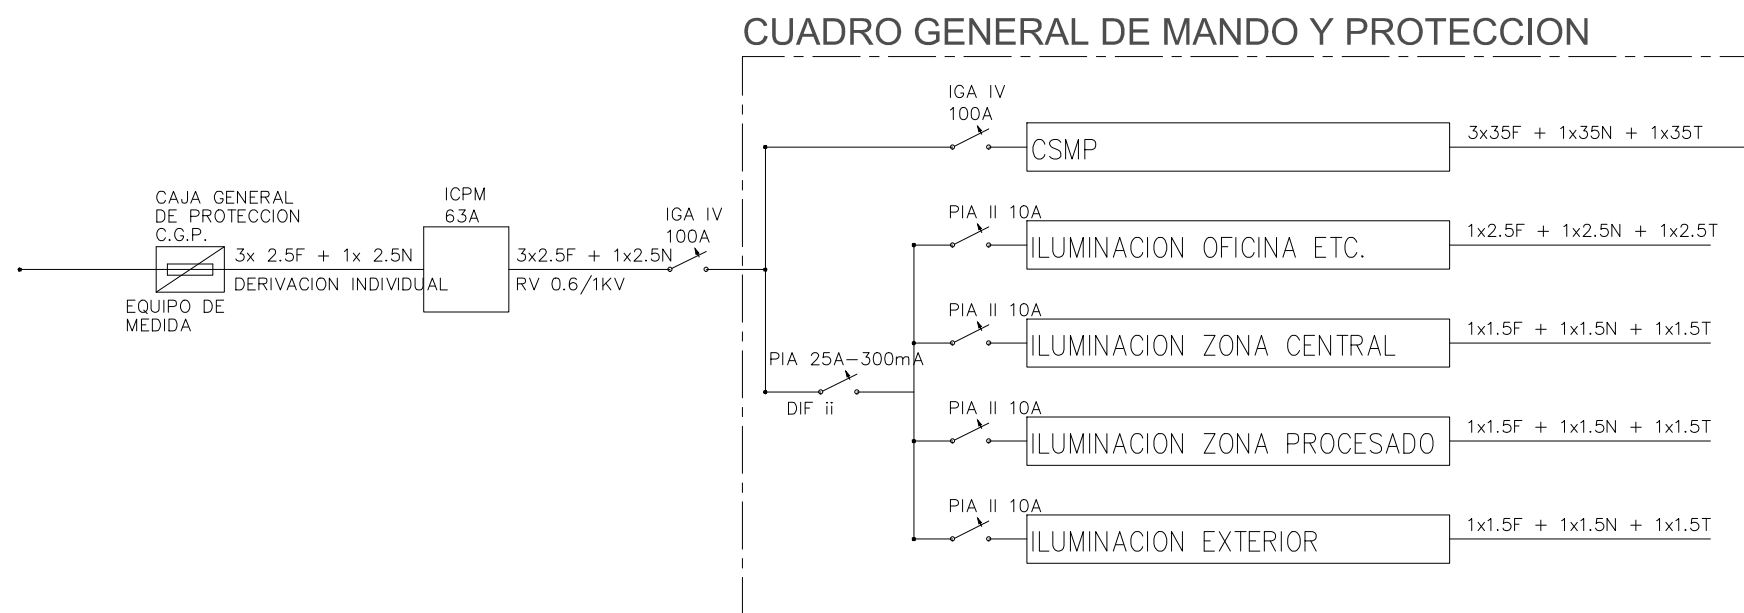 CUADRO GENERAL DE MANDO Y PROTECCION
IGA IV
100A
CSMP
3x35F + 1x35N + 1x35T
CAJA GENERAL
DE PROTECCION
C.G.P.
EQUIPO DE
MEDIDA
3x 2.5F + 1x 2.5N
DERIVACION INDIVIDUAL
ICPM
63A
3x2.5F + 1x2.5N
RV 0.6/1KV
IGA IV
100A
PIA II 10A
ILUMINACION OFICINA ETC.
1x2.5F + 1x2.5N + 1x2.5T
PIA II 10A
ILUMINACION ZONA CENTRAL
1x1.5F + 1x1.5N + 1x1.5T
PIA 25A-300mA
DIF ii
PIA II 10A
ILUMINACION ZONA PROCESADO
1x1.5F + 1x1.5N + 1x1.5T
PIA II 10A
ILUMINACION EXTERIOR
1x1.5F + 1x1.5N + 1x1.5T